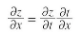 ∂z/∂x = ∂z/∂t ∂t/∂x